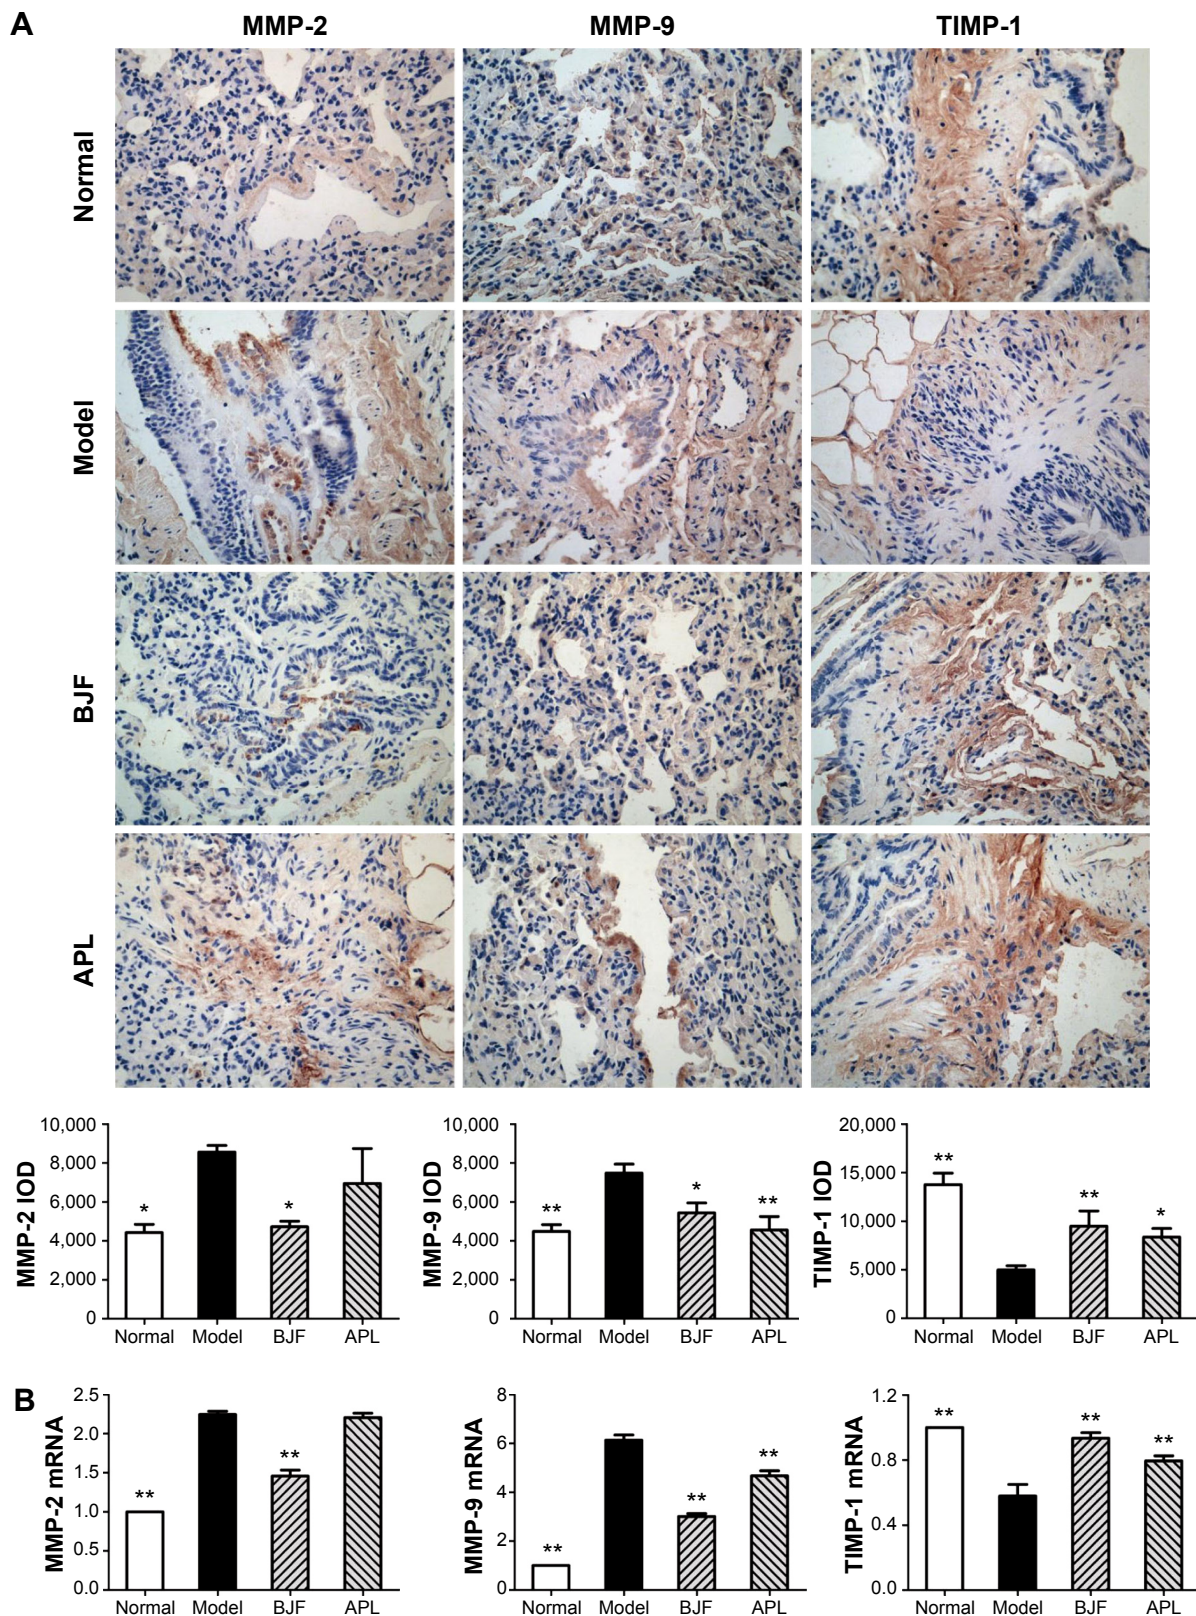 A
MMP-2 MMP-9 TIMP-1
Normal
Model
BJF
APL
MMP-2 IOD
10,000
8,000
6,000
4,000
2,000
0
*
*
Normal Model BJF APL
MMP-9 IOD
10,000
8,000
6,000
4,000
2,000
0
**
*
**
Normal Model BJF APL
TIMP-1 IOD
20,000
15,000
10,000
5,000
0
**
**
*
Normal Model BJF APL
B
MMP-2 mRNA
2.5
2.0
1.5
1.0
0.5
0.0
**
**
Normal Model BJF APL
MMP-9 mRNA
8
6
4
2
0
**
**
**
Normal Model BJF APL
TIMP-1 mRNA
1.2
0.8
0.4
0.0
**
**
**
Normal Model BJF APL